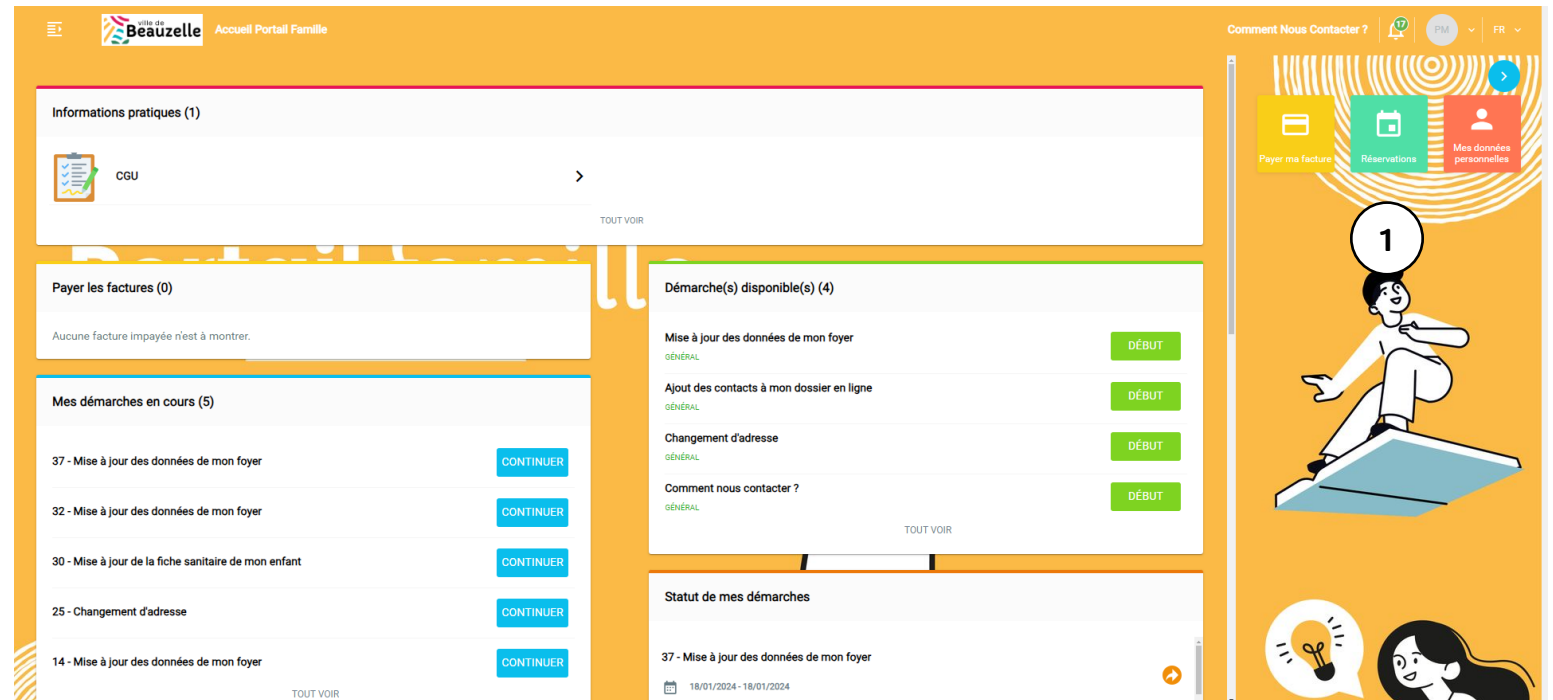 ville de
Beauzelle
Accueil Portail Famille
Comment Nous Contacter ?
17
PM
FR
Informations pratiques (1)
CGU
TOUT VOIR
Payer ma facture
Réservations
Mes données
personnelles
1
Payer les factures (0)
Aucune facture impayée n'est à montrer.
Mes démarches en cours (5)
37 - Mise à jour des données de mon foyer
CONTINUER
32 - Mise à jour des données de mon foyer
CONTINUER
30 - Mise à jour de la fiche sanitaire de mon enfant
CONTINUER
25 - Changement d'adresse
CONTINUER
14 - Mise à jour des données de mon foyer
CONTINUER
TOUT VOIR
Démarche(s) disponible(s) (4)
Mise à jour des données de mon foyer
GÉNÉRAL
DÉBUT
Ajout des contacts à mon dossier en ligne
GÉNÉRAL
DÉBUT
Changement d'adresse
GÉNÉRAL
DÉBUT
Comment nous contacter ?
GÉNÉRAL
DÉBUT
TOUT VOIR
Statut de mes démarches
37 - Mise à jour des données de mon foyer
18/01/2024 - 18/01/2024